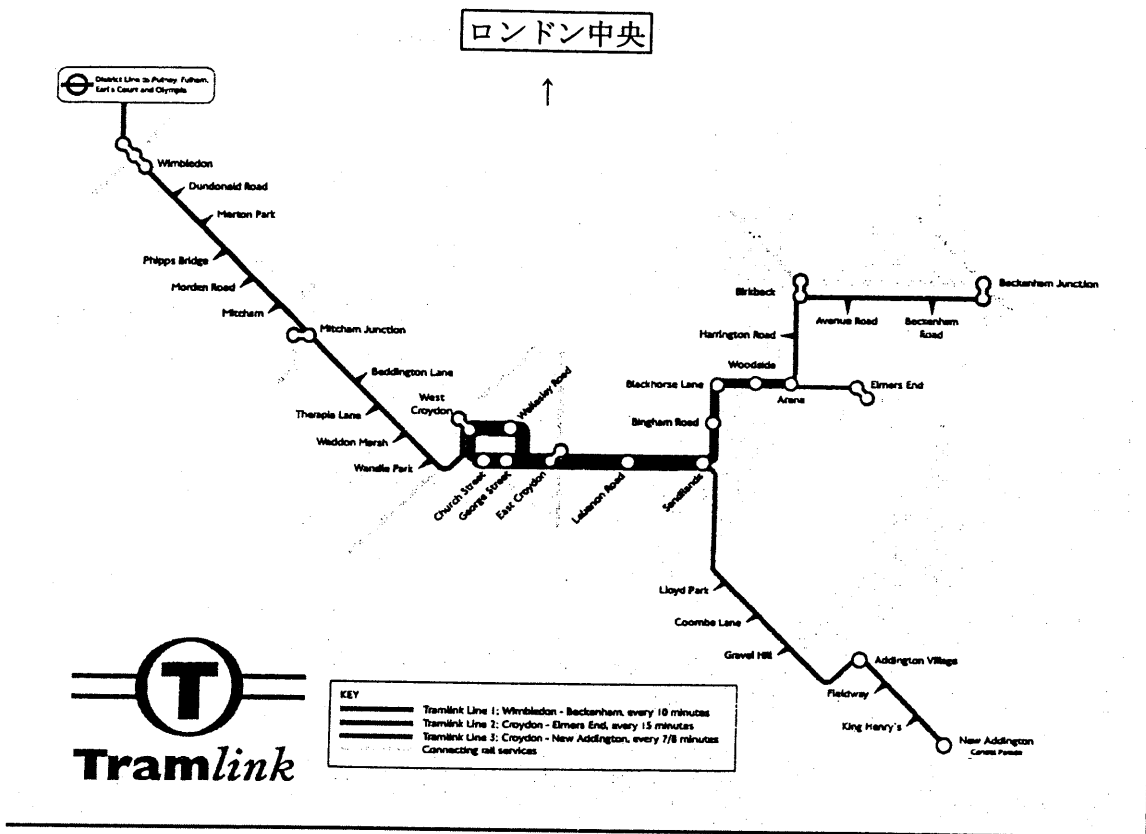 ロンドン中央
↑
District Line to Putney, Fulham,
Earl's Court and Olympia
Wimbledon
Dundonald Road
Merton Park
Phipps Bridge
Morden Road
Mitcham
Mitcham Junction
Beddington Lane
Therapia Lane
Waddon Marsh
Wandle Park
West
Croydon
Wellesley Road
Church Street
George Street
East Croydon
Lebanon Road
Sandilands
Bingham Road
Blackhorse Lane
Woodside
Arena
Elmers End
Harrington Road
Birkbeck
Avenue Road
Beckenham
Road
Beckenham Junction
Lloyd Park
Coombe Lane
Gravel Hill
Addington Village
Fieldway
King Henry's
New Addington
Central Parade
T
Tramlink
KEY
Tramlink Line 1; Wimbledon - Beckenham, every 10 minutes
Tramlink Line 2; Croydon - Elmers End, every 15 minutes
Tramlink Line 3; Croydon - New Addington, every 7/8 minutes
Connecting rail services